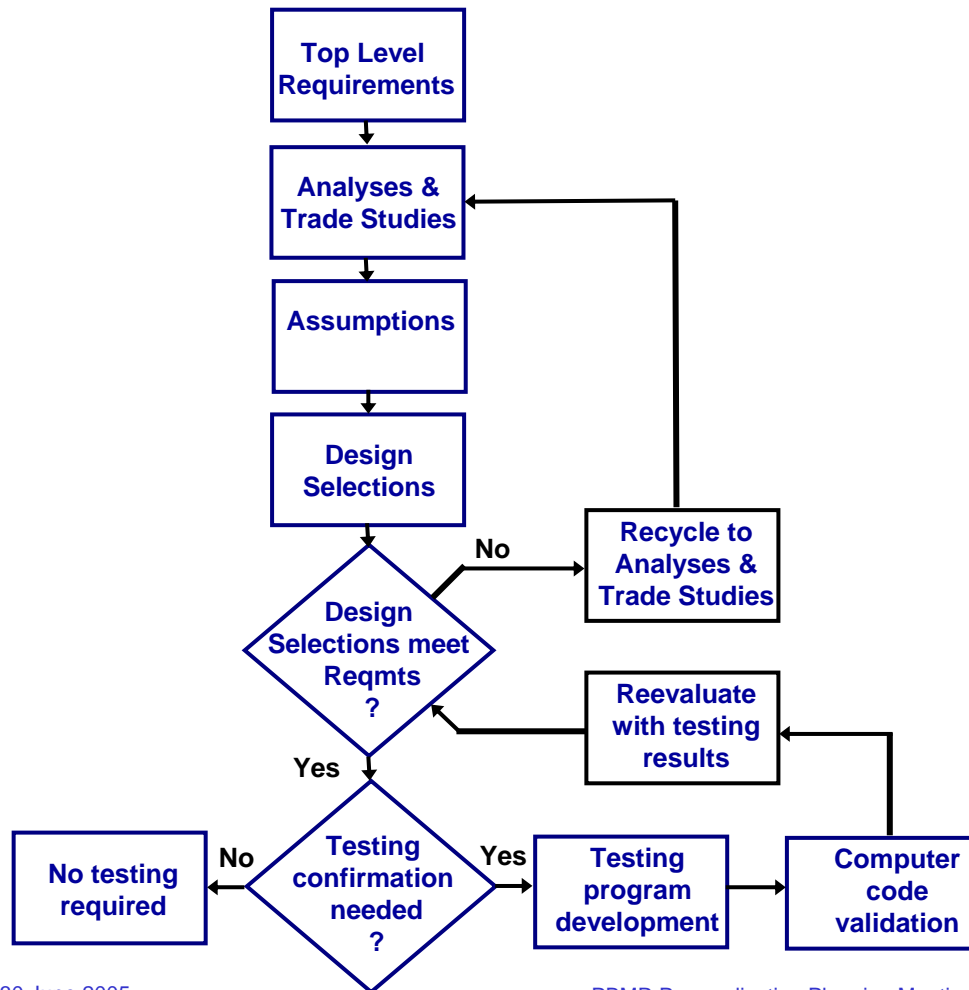 Top Level
Requirements
Analyses &
Trade Studies
Assumptions
Design
Selections
No
Recycle to
Analyses &
Trade Studies
Design
Selections meet
Reqmts
?
Reevaluate
with testing
results
Yes
No testing
required
No
Testing
confirmation
needed
?
Yes
Testing
program
development
Computer
code
validation